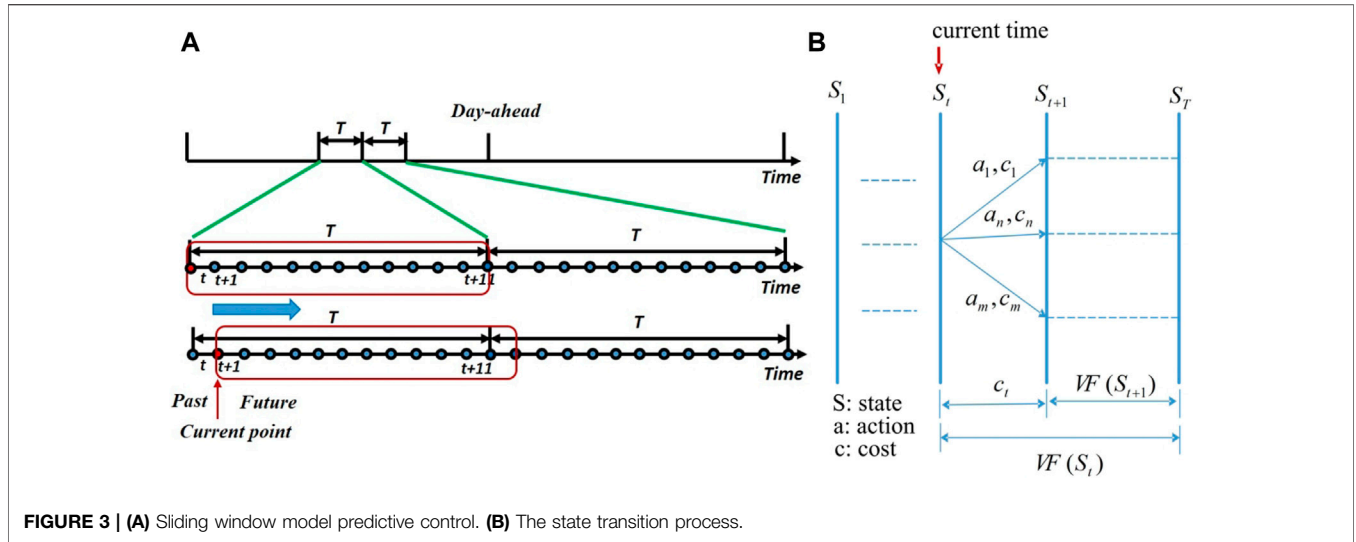 A
Day-ahead
T T
Time
T T
t t+1 t+11
Time
T T
t t+1 t+11
Time
Past Future
Current point
B
current time
S1 St St+1 ST
a1, c1
an, cn
am, cm
ct VF (St+1)
S: state
a: action
c: cost
VF (St)
FIGURE 3 | (A) Sliding window model predictive control. (B) The state transition process.